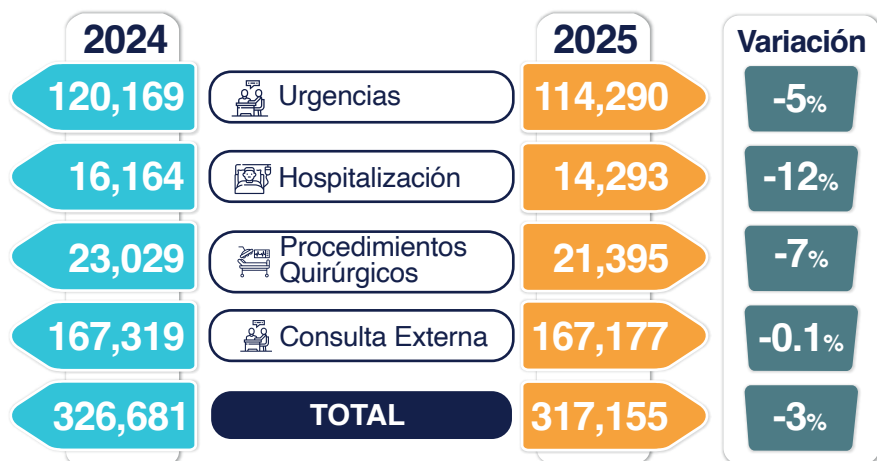 2024 2025 Variación
120,169 Urgencias 114,290 -5%
16,164 Hospitalización 14,293 -12%
23,029 Procedimientos Quirúrgicos 21,395 -7%
167,319 Consulta Externa 167,177 -0.1%
326,681 TOTAL 317,155 -3%